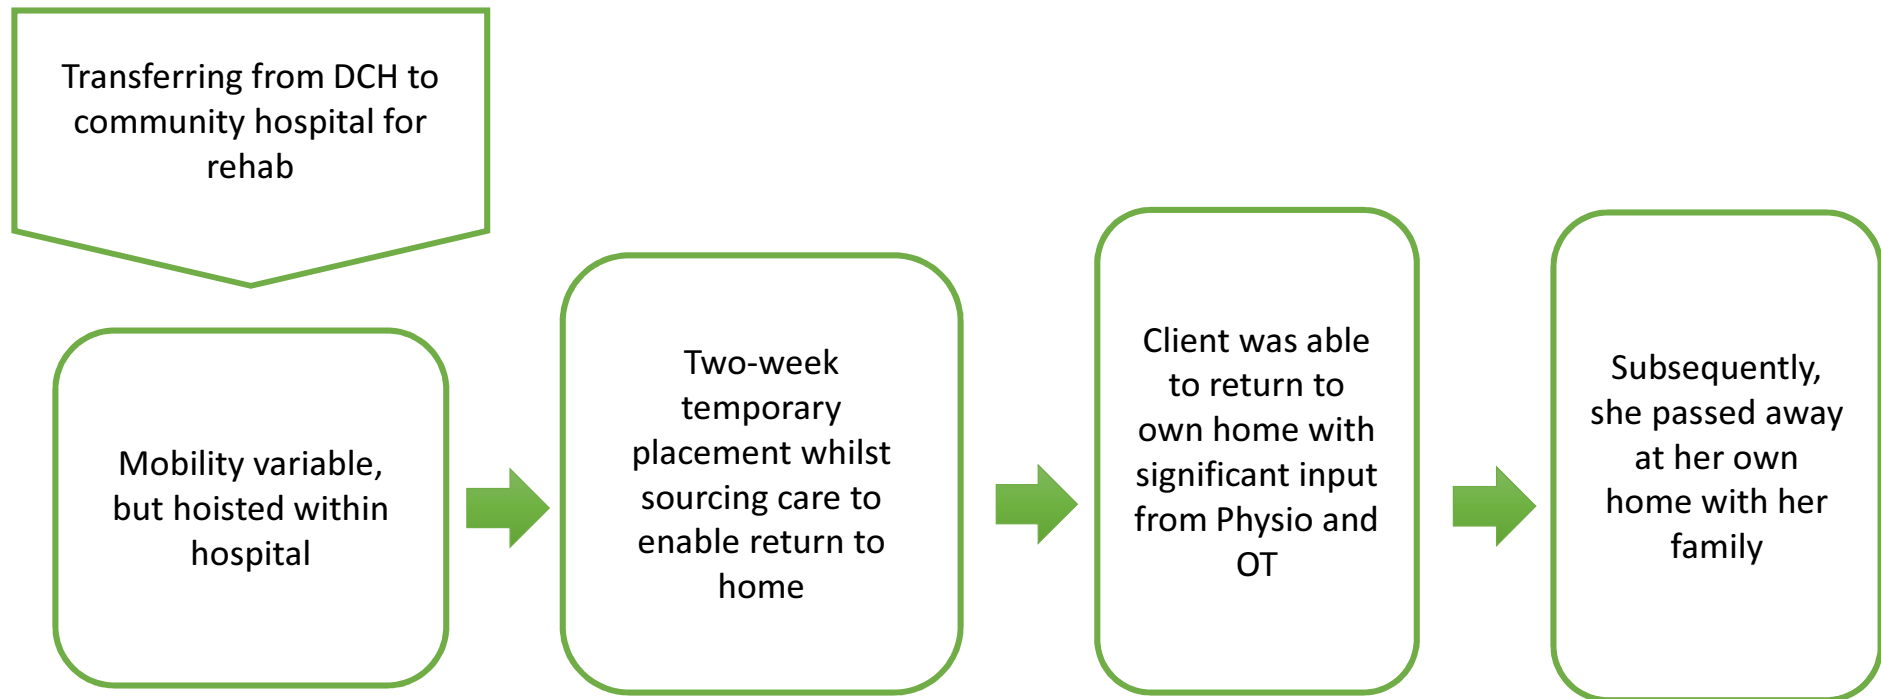 Transferring from DCH to
community hospital for
rehab
Mobility variable,
but hoisted within
hospital
Two-week
temporary
placement whilst
sourcing care to
enable return to
home
Client was able
to return to
own home with
significant input
from Physio and
OT
Subsequently,
she passed away
at her own
home with her
family